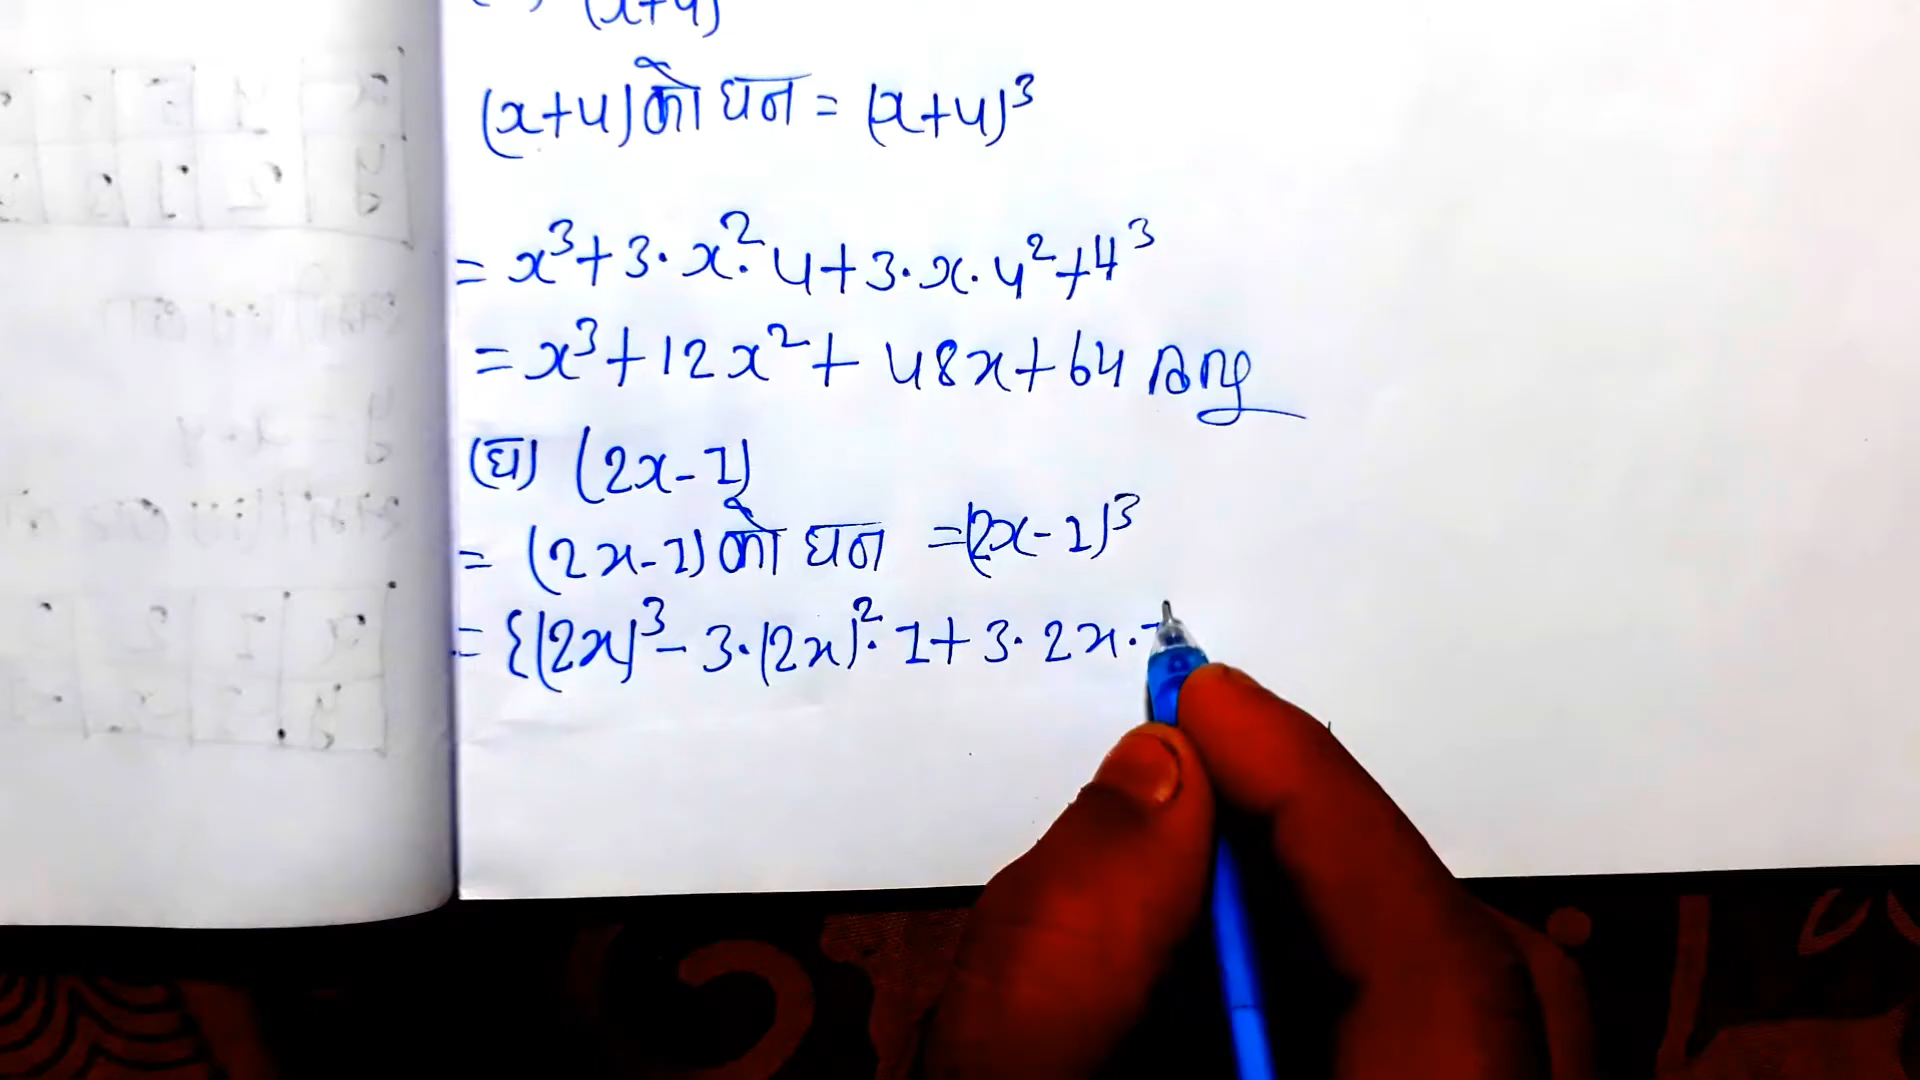 (x+4)
(x+4) को घन = (x+4)³
= x³+3·x²·4+3·x·4²+4³
= x³+12x²+48x+64 Ans
(घ) (2x-1)
= (2x-1) को घन =(2x-1)³
= {(2x)³-3·(2x)²·1+3·2x·